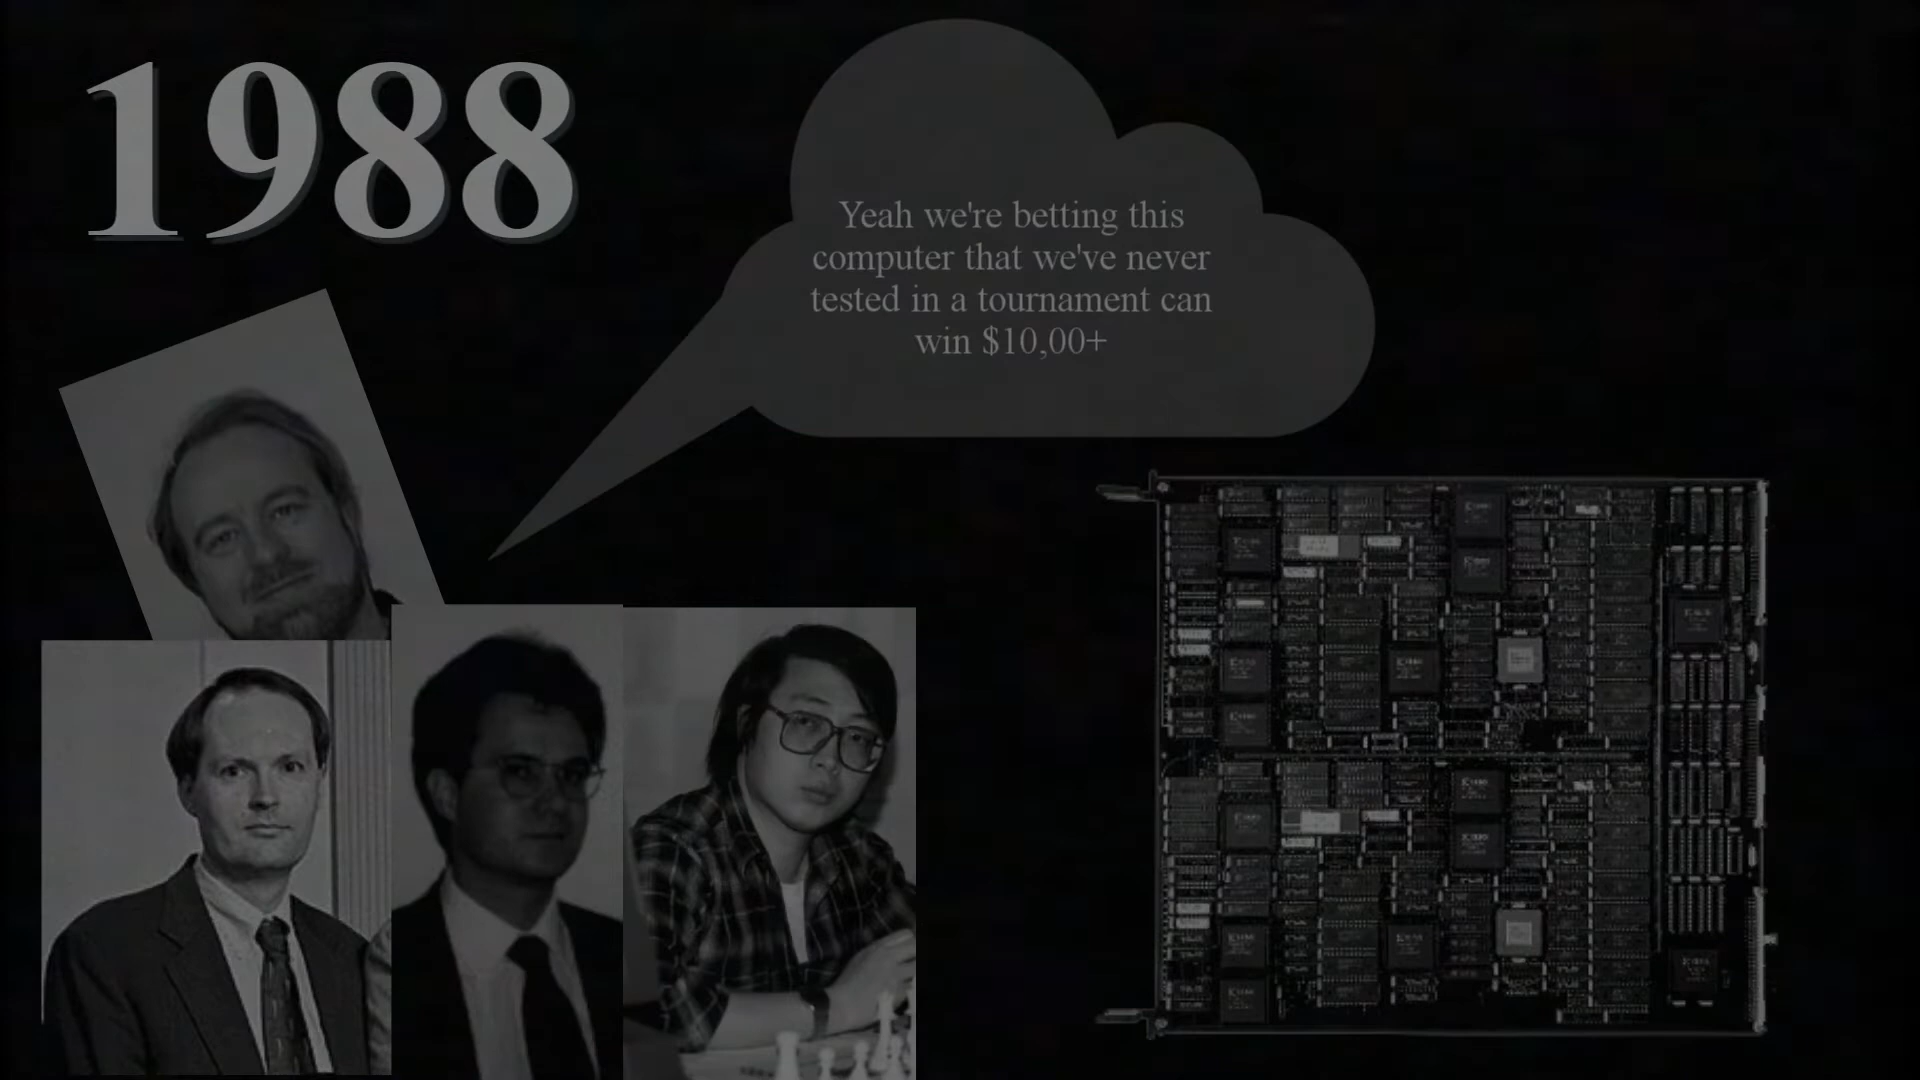 1988
Yeah we're betting this
computer that we've never
tested in a tournament can
win $10,00+